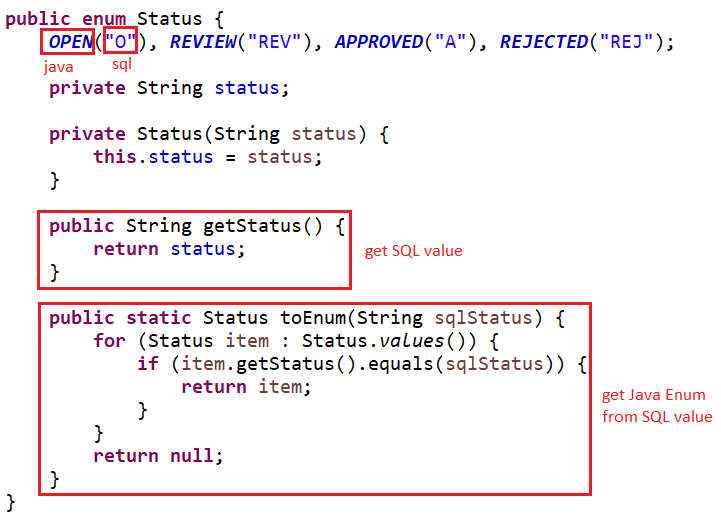 public enum Status {
OPEN("O"), REVIEW("REV"), APPROVED("A"), REJECTED("REJ");
java sql
private String status;
private Status(String status) {
this.status = status;
}
public String getStatus() {
return status;
}
get SQL value
public static Status toEnum(String sqlStatus) {
for (Status item : Status.values()) {
if (item.getStatus().equals(sqlStatus)) {
return item;
}
}
return null;
}
get Java Enum
from SQL value
}